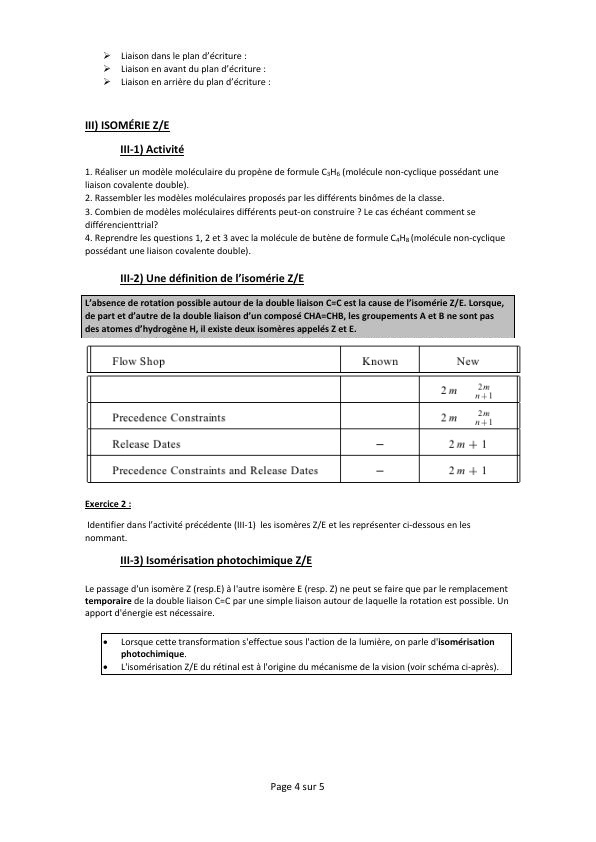 ➢ Liaison dans le plan d’écriture :
➢ Liaison en avant du plan d’écriture :
➢ Liaison en arrière du plan d’écriture :
III) ISOMÉRIE Z/E
III-1) Activité
1. Réaliser un modèle moléculaire du propène de formule C₃H₆ (molécule non-cyclique possédant une
liaison covalente double).
2. Rassembler les modèles moléculaires proposés par les différents binômes de la classe.
3. Combien de modèles moléculaires différents peut-on construire ? Le cas échéant comment se
différencienttrial?
4. Reprendre les questions 1, 2 et 3 avec la molécule de butène de formule C₄H₈ (molécule non-cyclique
possédant une liaison covalente double).
III-2) Une définition de l’isomérie Z/E
L’absence de rotation possible autour de la double liaison C=C est la cause de l’isomérie Z/E. Lorsque,
de part et d’autre de la double liaison d’un composé CHA=CHB, les groupements A et B ne sont pas
des atomes d’hydrogène H, il existe deux isomères appelés Z et E.
Flow Shop Known New
2m 2m/n+1
Precedence Constraints 2m 2m/n+1
Release Dates – 2m + 1
Precedence Constraints and Release Dates – 2m + 1
Exercice 2 :
Identifier dans l’activité précédente (III-1) les isomères Z/E et les représenter ci-dessous en les
nommant.
III-3) Isomérisation photochimique Z/E
Le passage d'un isomère Z (resp.E) à l'autre isomère E (resp. Z) ne peut se faire que par le remplacement
temporaire de la double liaison C=C par une simple liaison autour de laquelle la rotation est possible. Un
apport d'énergie est nécessaire.
• Lorsque cette transformation s'effectue sous l'action de la lumière, on parle d'isomérisation
photochimique.
• L'isomérisation Z/E du rétinal est à l'origine du mécanisme de la vision (voir schéma ci-après).
Page 4 sur 5